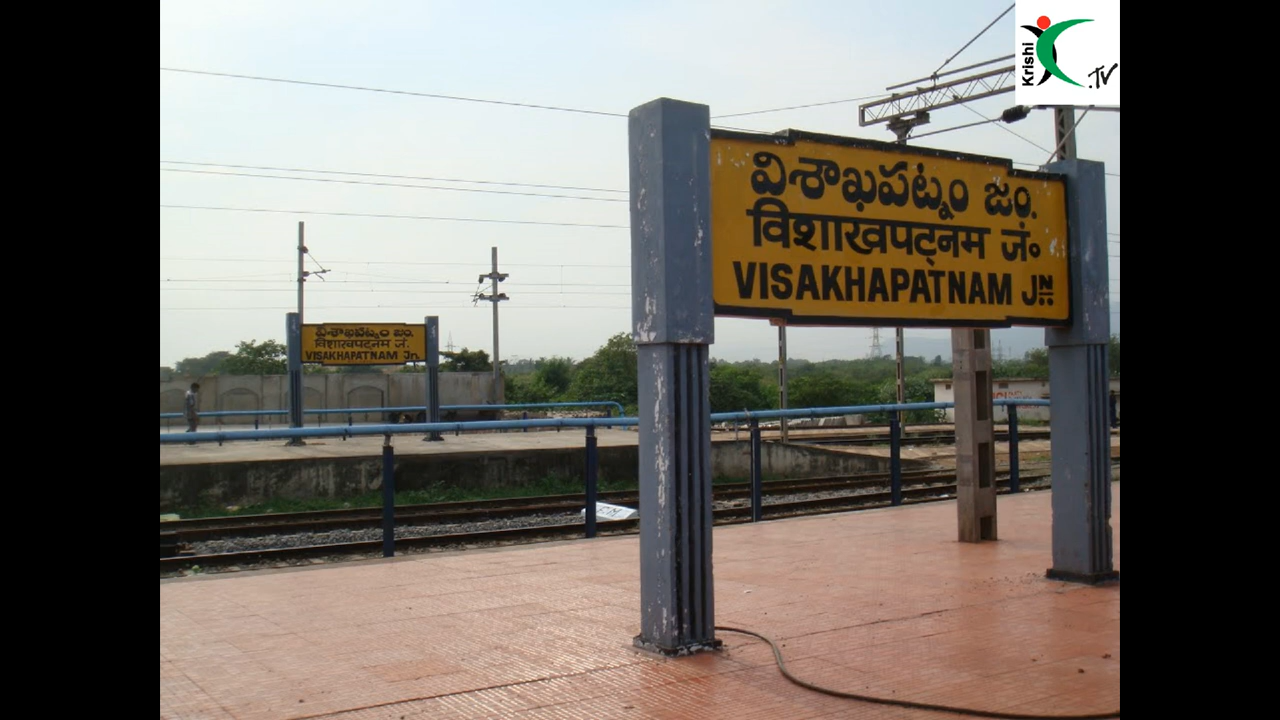 Krishi
.TV
విశాఖపట్నం జం.
विशाखपट्नम जं॰
VISAKHAPATNAM JN..
విశాఖపట్నం జం.
विशाखपट्नम जं.
VISAKHAPATNAM Jn.